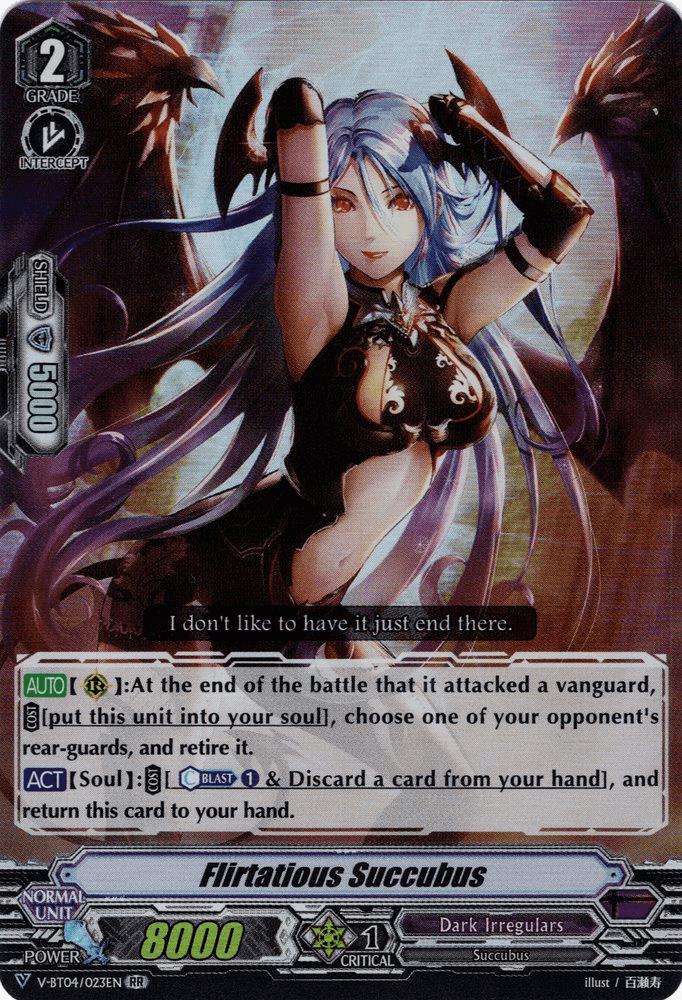 2
GRADE
INTERCEPT
SHIELD
5000
I don't like to have it just end there.
AUTO【 R 】:At the end of the battle that it attacked a vanguard,
COST[put this unit into your soul], choose one of your opponent's
rear-guards, and retire it.
ACT【Soul】:COST[ C BLAST 1 & Discard a card from your hand], and
return this card to your hand.
Flirtatious Succubus
NORMAL
UNIT
POWER
8000
1
CRITICAL
Dark Irregulars
Succubus
V-BT04/023EN RR
illust / 百瀬寿